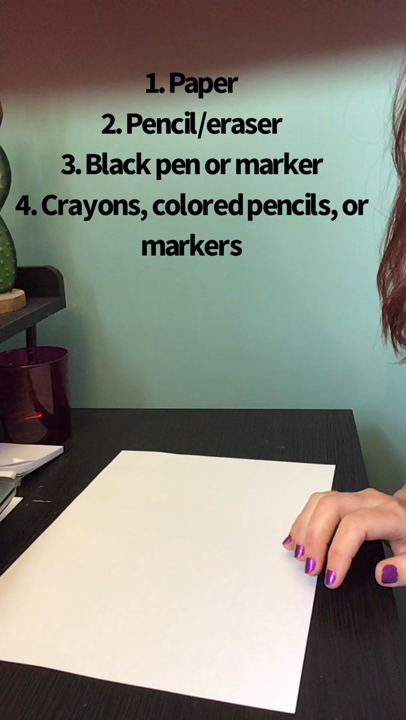 1. Paper
2. Pencil/eraser
3. Black pen or marker
4. Crayons, colored pencils, or
markers